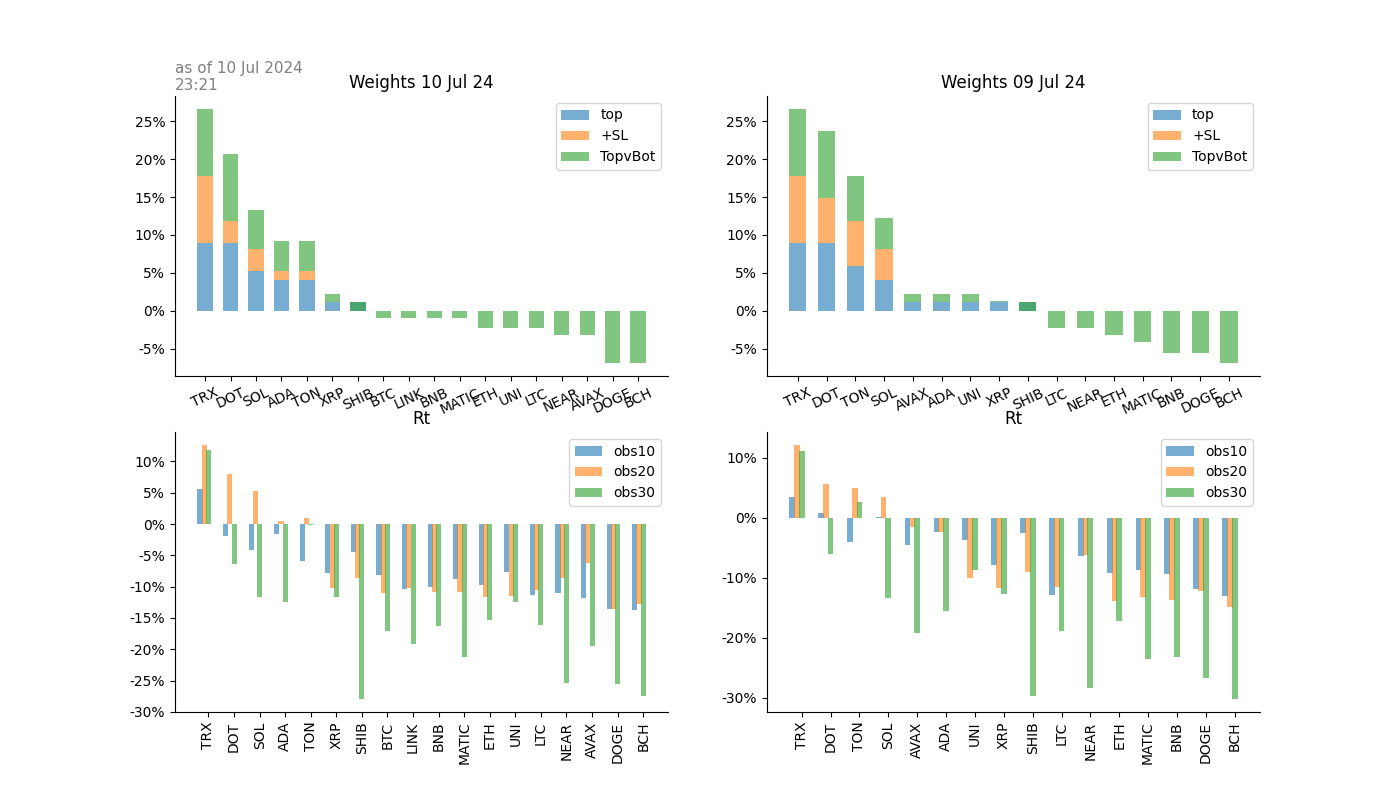 as of 10 Jul 2024
23:21
Weights 10 Jul 24
25%
20%
15%
10%
5%
0%
-5%
top
+SL
TopvBot
TRX DOT SOL ADA TON XRP SHIB BTC LINK BNB MATIC ETH UNI LTC NEAR AVAX DOGE BCH
Weights 09 Jul 24
25%
20%
15%
10%
5%
0%
-5%
top
+SL
TopvBot
TRX DOT TON SOL AVAX ADA UNI XRP SHIB LTC NEAR ETH MATIC BNB DOGE BCH
Rt
10%
5%
0%
-5%
-10%
-15%
-20%
-25%
-30%
obs10
obs20
obs30
TRX DOT SOL ADA TON XRP SHIB BTC LINK BNB MATIC ETH UNI LTC NEAR AVAX DOGE BCH
Rt
10%
0%
-10%
-20%
-30%
obs10
obs20
obs30
TRX DOT TON SOL AVAX ADA UNI XRP SHIB LTC NEAR ETH MATIC BNB DOGE BCH